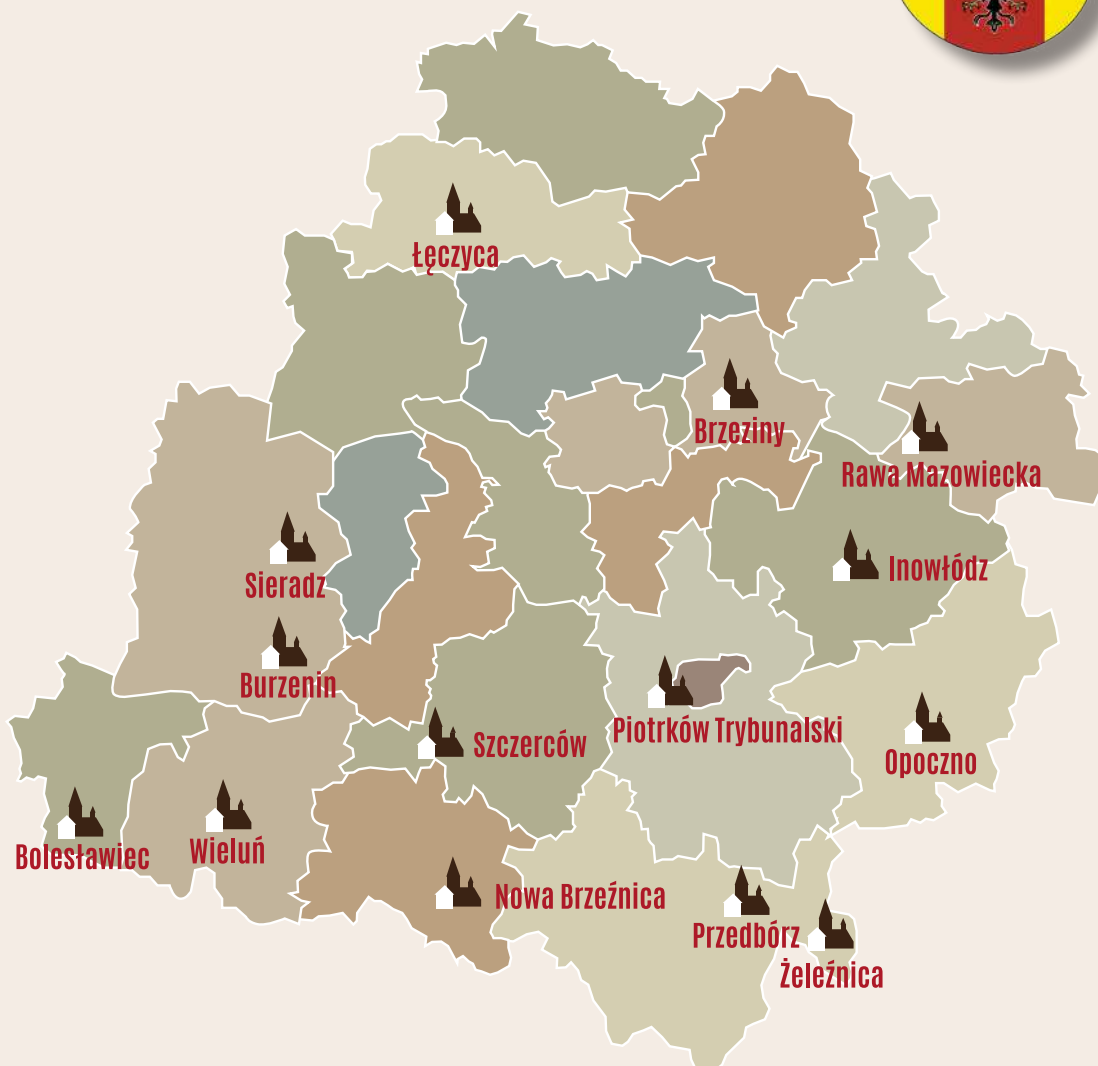 Łęczyca
Brzeziny
Rawa Mazowiecka
Inowłódz
Sieradz
Burzenin
Piotrków Trybunalski
Szczerców
Opoczno
Bolesławiec
Wieluń
Nowa Brzeźnica
Przedbórz
Żeleźnica